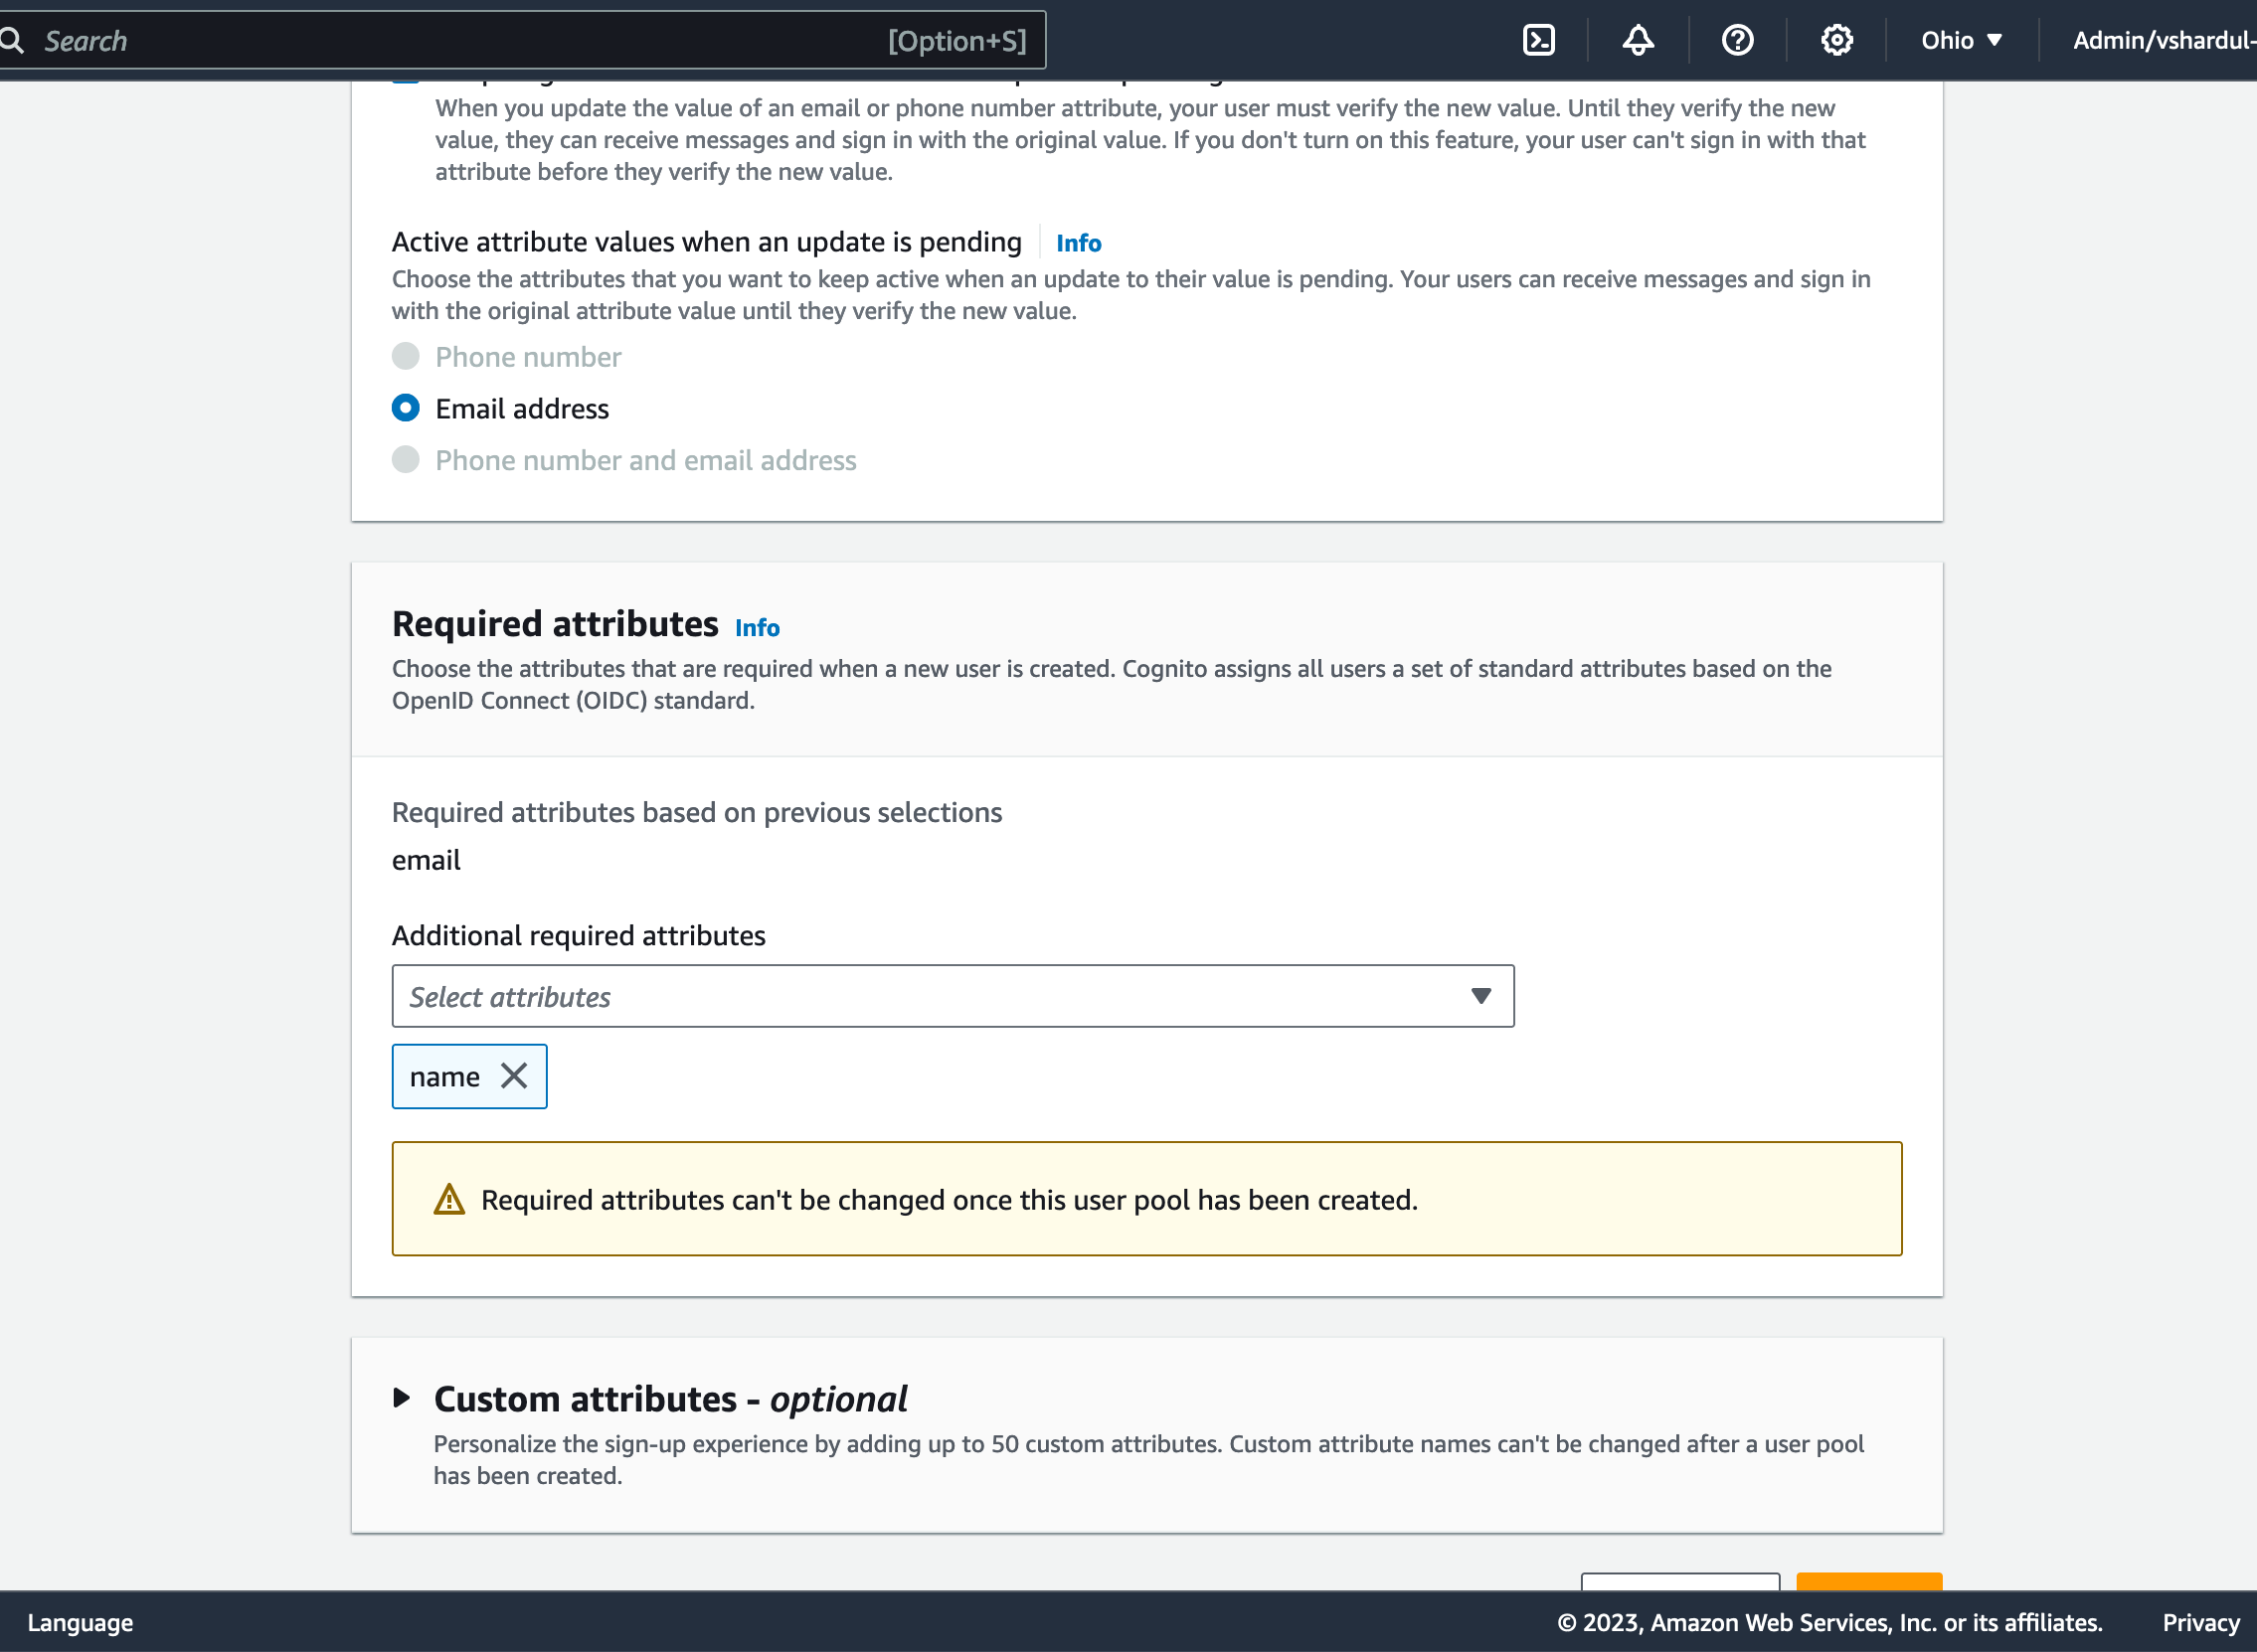 Search [Option+S] Ohio Admin/vshardul-
When you update the value of an email or phone number attribute, your user must verify the new value. Until they verify the new
value, they can receive messages and sign in with the original value. If you don't turn on this feature, your user can't sign in with that
attribute before they verify the new value.
Active attribute values when an update is pending Info
Choose the attributes that you want to keep active when an update to their value is pending. Your users can receive messages and sign in
with the original attribute value until they verify the new value.
Phone number
Email address
Phone number and email address
Required attributes Info
Choose the attributes that are required when a new user is created. Cognito assigns all users a set of standard attributes based on the
OpenID Connect (OIDC) standard.
Required attributes based on previous selections
email
Additional required attributes
Select attributes
name
Required attributes can't be changed once this user pool has been created.
Custom attributes - optional
Personalize the sign-up experience by adding up to 50 custom attributes. Custom attribute names can't be changed after a user pool
has been created.
Language © 2023, Amazon Web Services, Inc. or its affiliates. Privacy